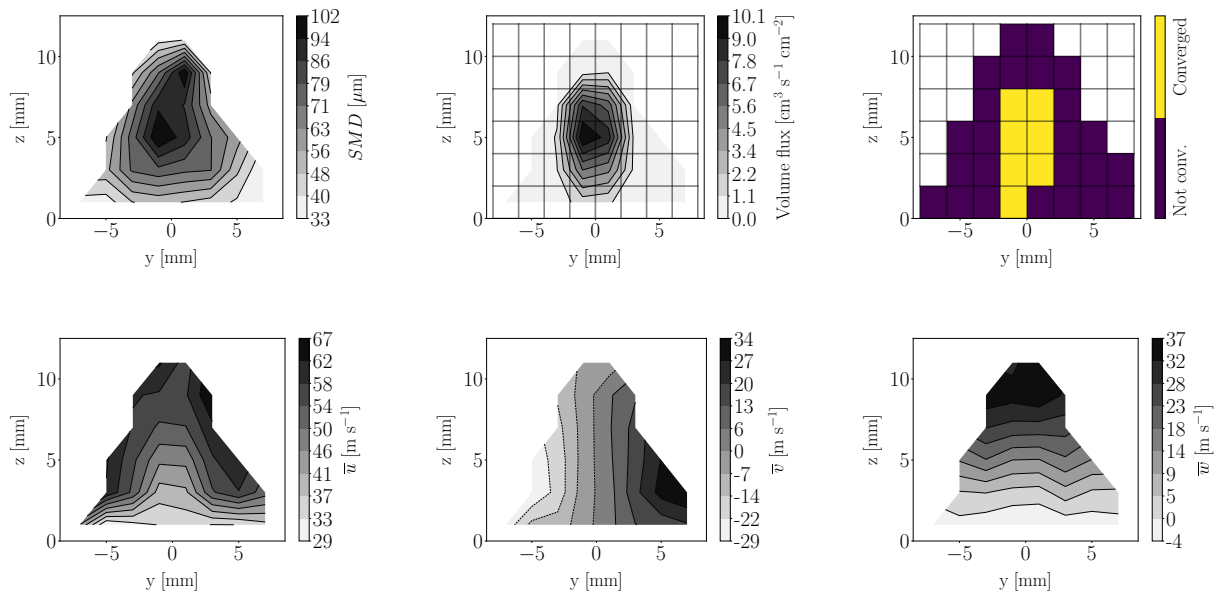 10
5
0
−5 0 5
y [mm]
z [mm]
102
94
86
79
71
63
56
48
40
33
SMD [μm]
10
5
0
−5 0 5
y [mm]
z [mm]
10.1
9.0
7.8
6.7
5.6
4.5
3.4
2.2
1.1
0.0
Volume flux [cm³ s⁻¹ cm⁻²]
10
5
0
−5 0 5
y [mm]
z [mm]
Converged
Not conv.
10
5
0
−5 0 5
y [mm]
z [mm]
67
62
58
54
50
46
41
37
33
29
u̅ [m s⁻¹]
10
5
0
−5 0 5
y [mm]
z [mm]
34
27
20
13
6
0
-7
-14
-22
-29
v̅ [m s⁻¹]
10
5
0
−5 0 5
y [mm]
z [mm]
37
32
28
23
18
14
9
5
0
-4
w̅ [m s⁻¹]